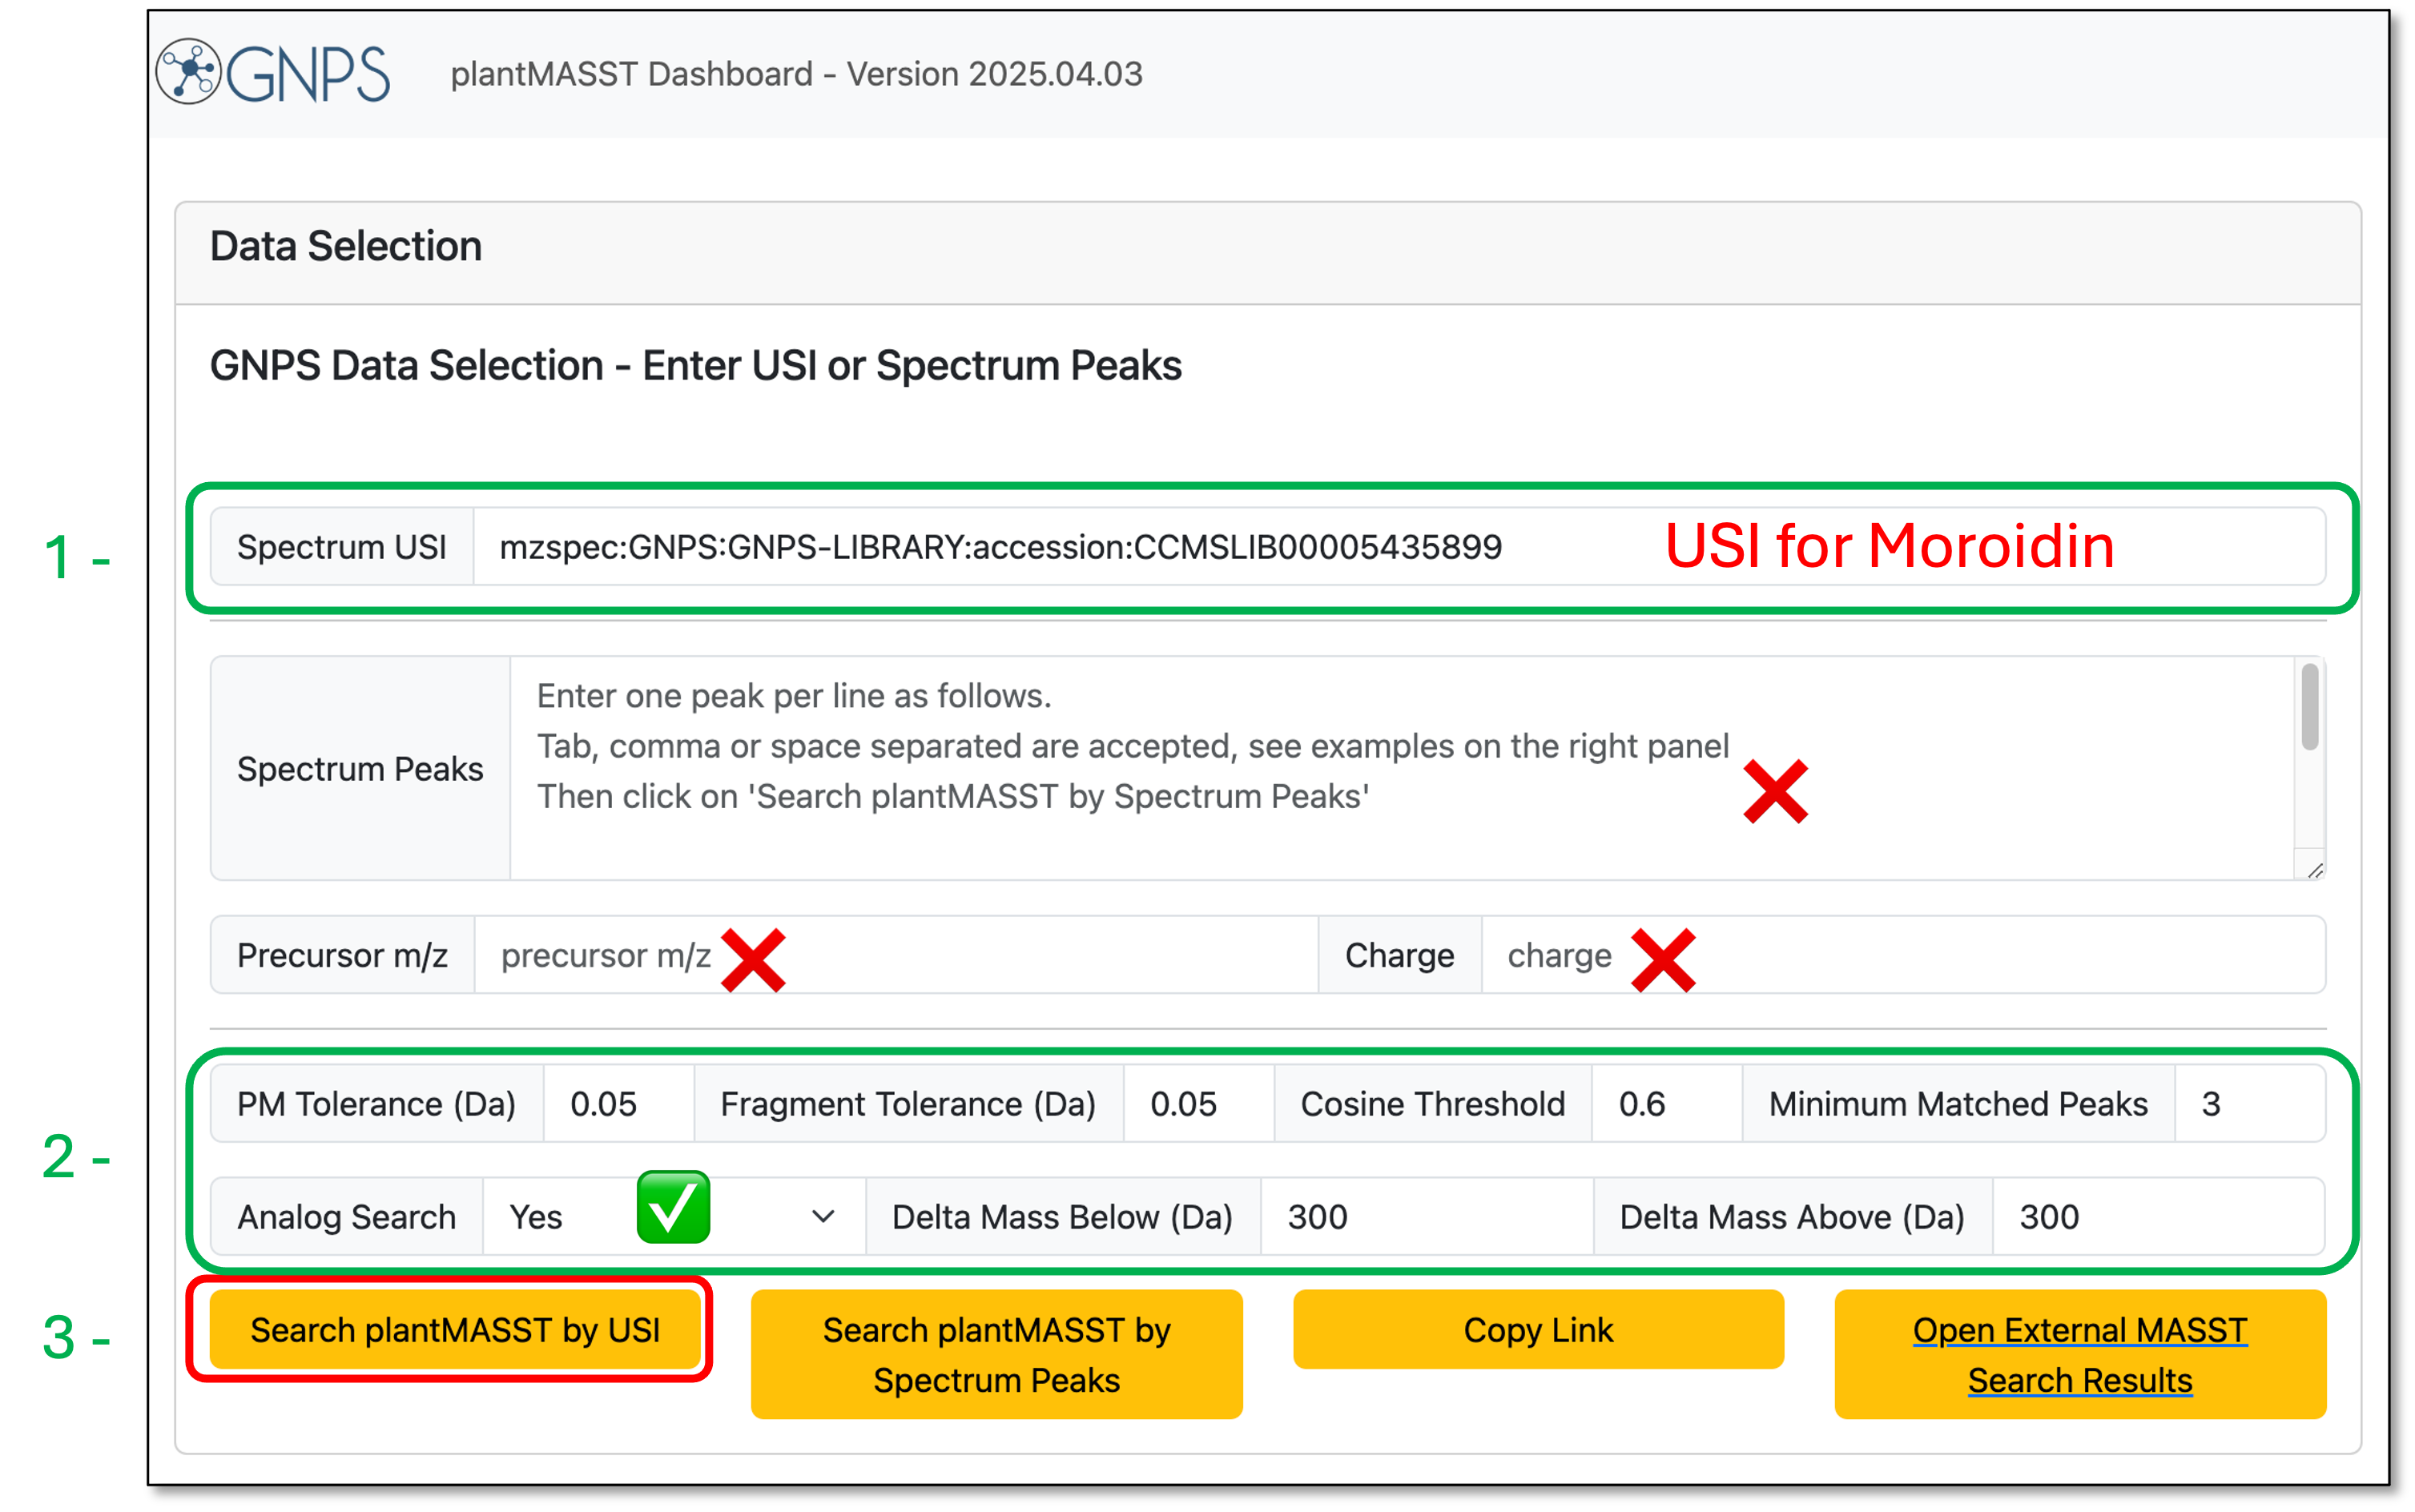 GNPS plantMASST Dashboard - Version 2025.04.03
Data Selection
GNPS Data Selection - Enter USI or Spectrum Peaks
1 -
Spectrum USI mzspec:GNPS:GNPS-LIBRARY:accession:CCMSLIB00005435899 USI for Moroidin
Spectrum Peaks
Enter one peak per line as follows.
Tab, comma or space separated are accepted, see examples on the right panel
Then click on 'Search plantMASST by Spectrum Peaks'
Precursor m/z precursor m/z Charge charge
2 -
PM Tolerance (Da) 0.05 Fragment Tolerance (Da) 0.05 Cosine Threshold 0.6 Minimum Matched Peaks 3
Analog Search Yes Delta Mass Below (Da) 300 Delta Mass Above (Da) 300
3 -
Search plantMASST by USI
Search plantMASST by
Spectrum Peaks
Copy Link
Open External MASST
Search Results